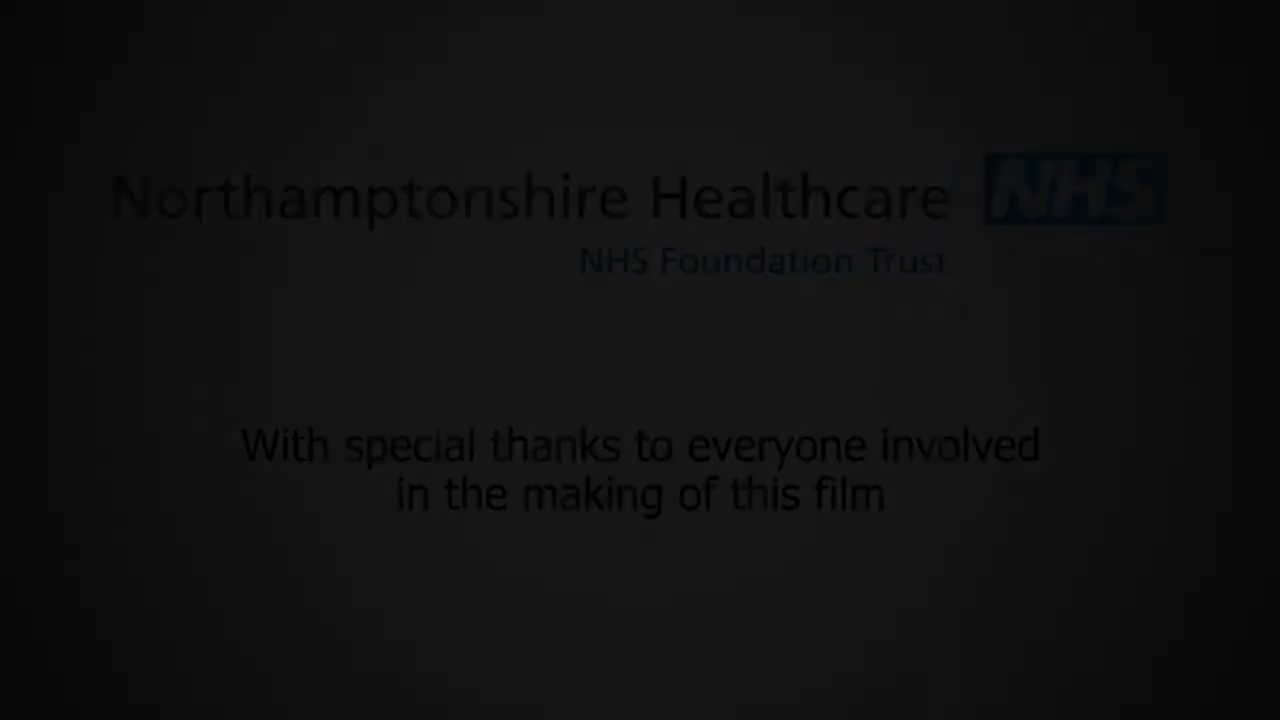 Northamptonshire Healthcare NHS
NHS Foundation Trust
With special thanks to everyone involved
in the making of this film